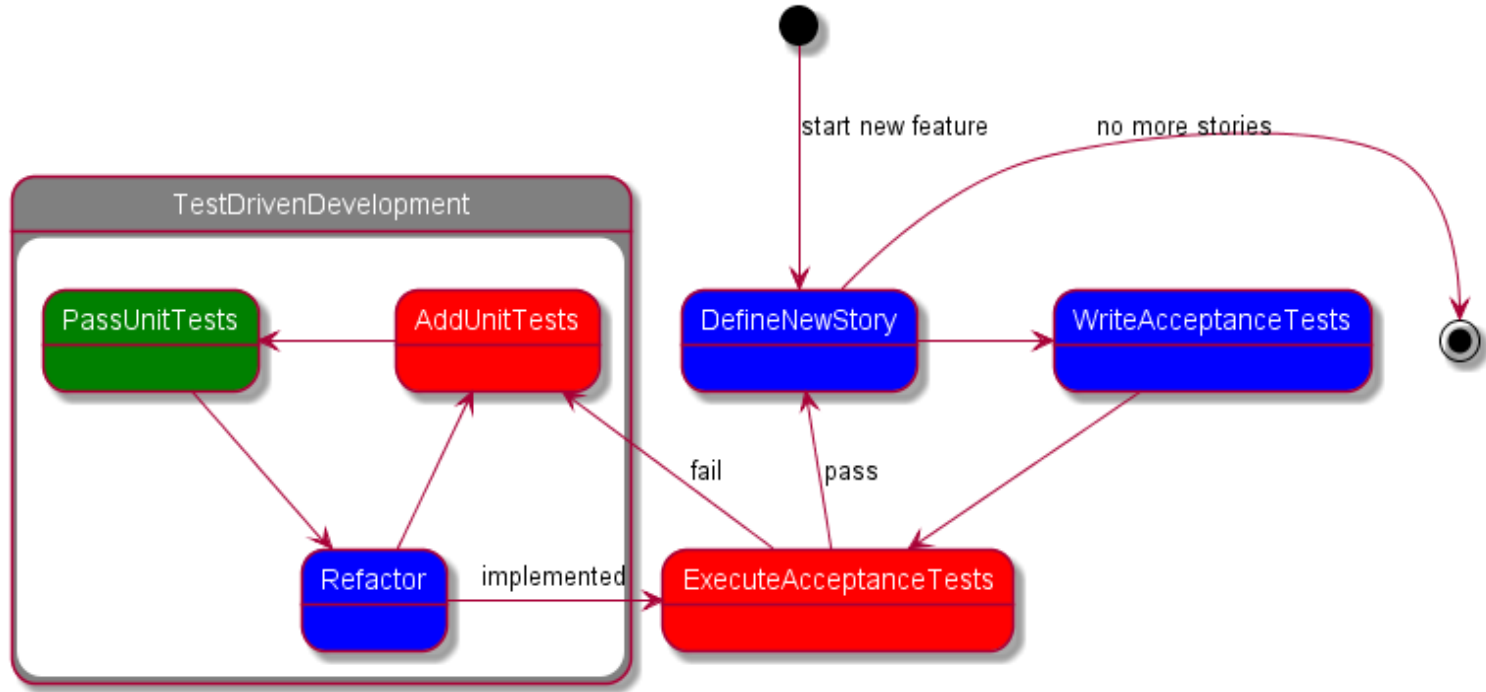 start new feature
no more stories
TestDrivenDevelopment
PassUnitTests
AddUnitTests
DefineNewStory
WriteAcceptanceTests
fail
pass
Refactor
implemented
ExecuteAcceptanceTests